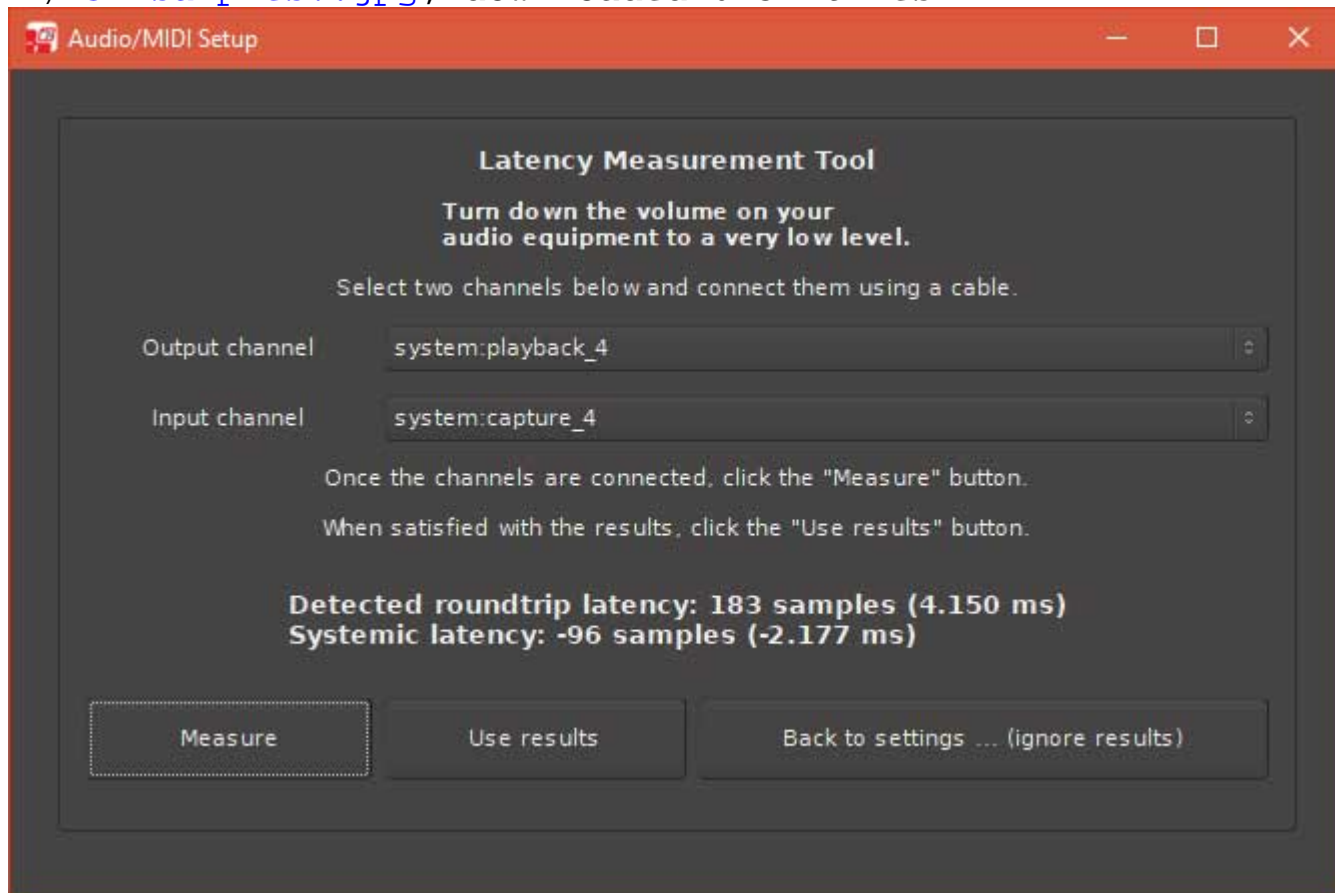 Audio/MIDI Setup
Latency Measurement Tool
Turn down the volume on your
audio equipment to a very low level.
Select two channels below and connect them using a cable.
Output channel system:playback_4
Input channel system:capture_4
Once the channels are connected, click the "Measure" button.
When satisfied with the results, click the "Use results" button.
Detected roundtrip latency: 183 samples (4.150 ms)
Systemic latency: -96 samples (-2.177 ms)
Measure Use results Back to settings ... (ignore results)